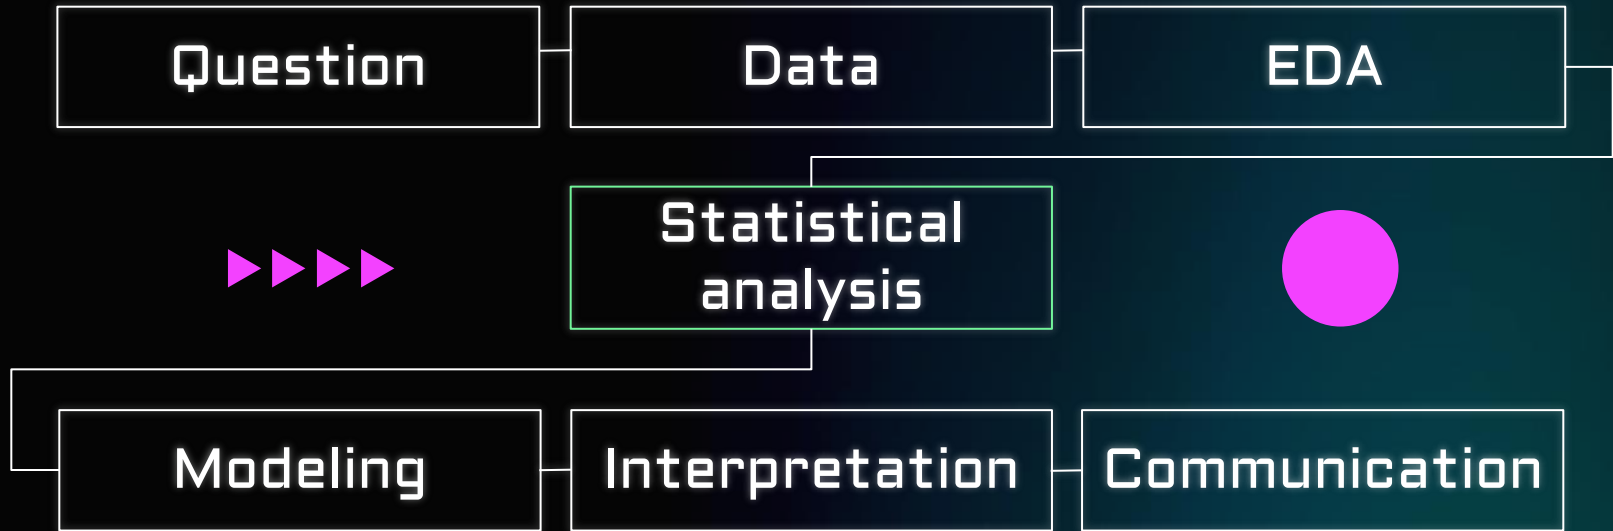 Question
Data
EDA
Statistical
analysis
Modeling
Interpretation
Communication